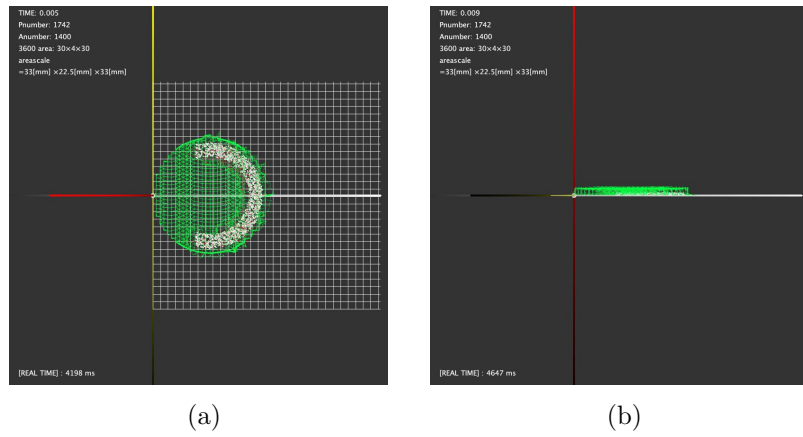 TIME: 0.005
Pnumber: 1742
Anumber: 1400
3600 area: 30×4×30
areascale
=33[mm] ×22.5[mm] ×33[mm]
[REAL TIME] : 4198 ms
(a)
TIME: 0.009
Pnumber: 1742
Anumber: 1400
3600 area: 30×4×30
areascale
=33[mm] ×22.5[mm] ×33[mm]
[REAL TIME] : 4647 ms
(b)